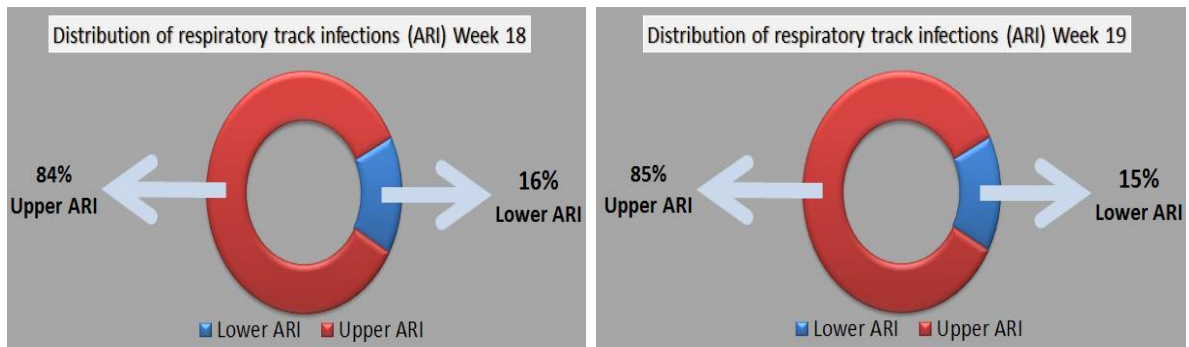 Distribution of respiratory track infections (ARI) Week 18
84%
Upper ARI
16%
Lower ARI
Lower ARI Upper ARI
Distribution of respiratory track infections (ARI) Week 19
85%
Upper ARI
15%
Lower ARI
Lower ARI Upper ARI